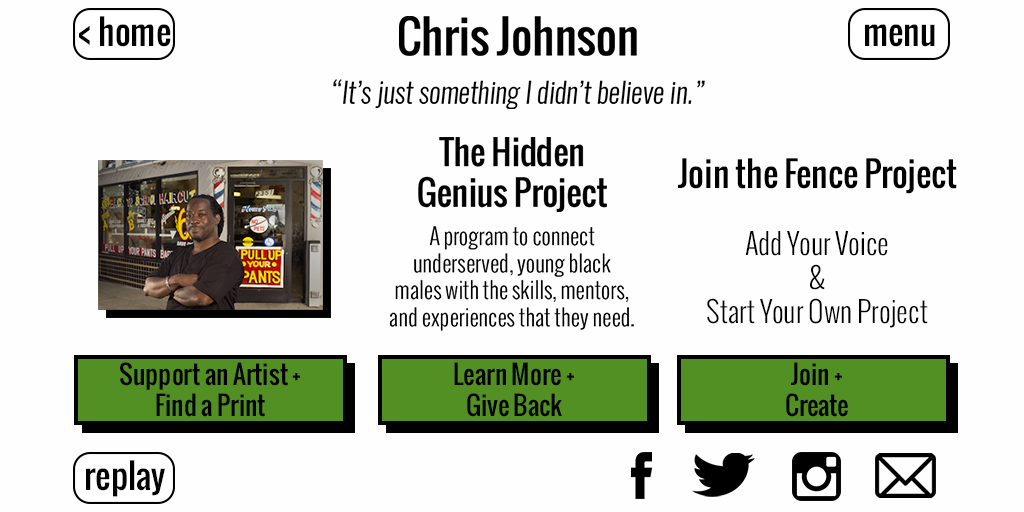 < home
Chris Johnson
menu
“It’s just something I didn’t believe in.”
PULL UP
YOUR
PANTS
The Hidden
Genius Project
A program to connect
underserved, young black
males with the skills, mentors,
and experiences that they need.
Join the Fence Project
Add Your Voice
&
Start Your Own Project
Support an Artist +
Find a Print
Learn More +
Give Back
Join +
Create
replay